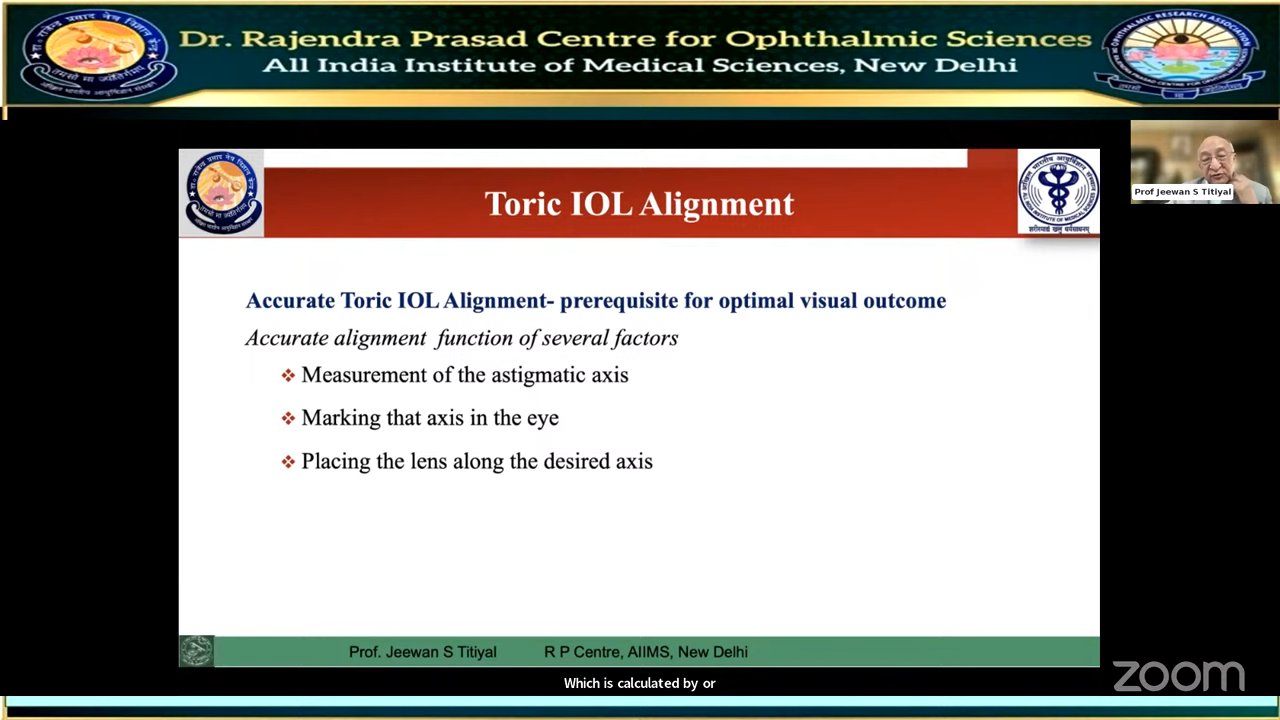 Dr. Rajendra Prasad Centre for Ophthalmic Sciences
All India Institute of Medical Sciences, New Delhi
Prof Jeewan S Titiyal
Toric IOL Alignment
Accurate Toric IOL Alignment- prerequisite for optimal visual outcome
Accurate alignment function of several factors
❖ Measurement of the astigmatic axis
❖ Marking that axis in the eye
❖ Placing the lens along the desired axis
Prof. Jeewan S Titiyal R P Centre, AIIMS, New Delhi
Which is calculated by or
zoom